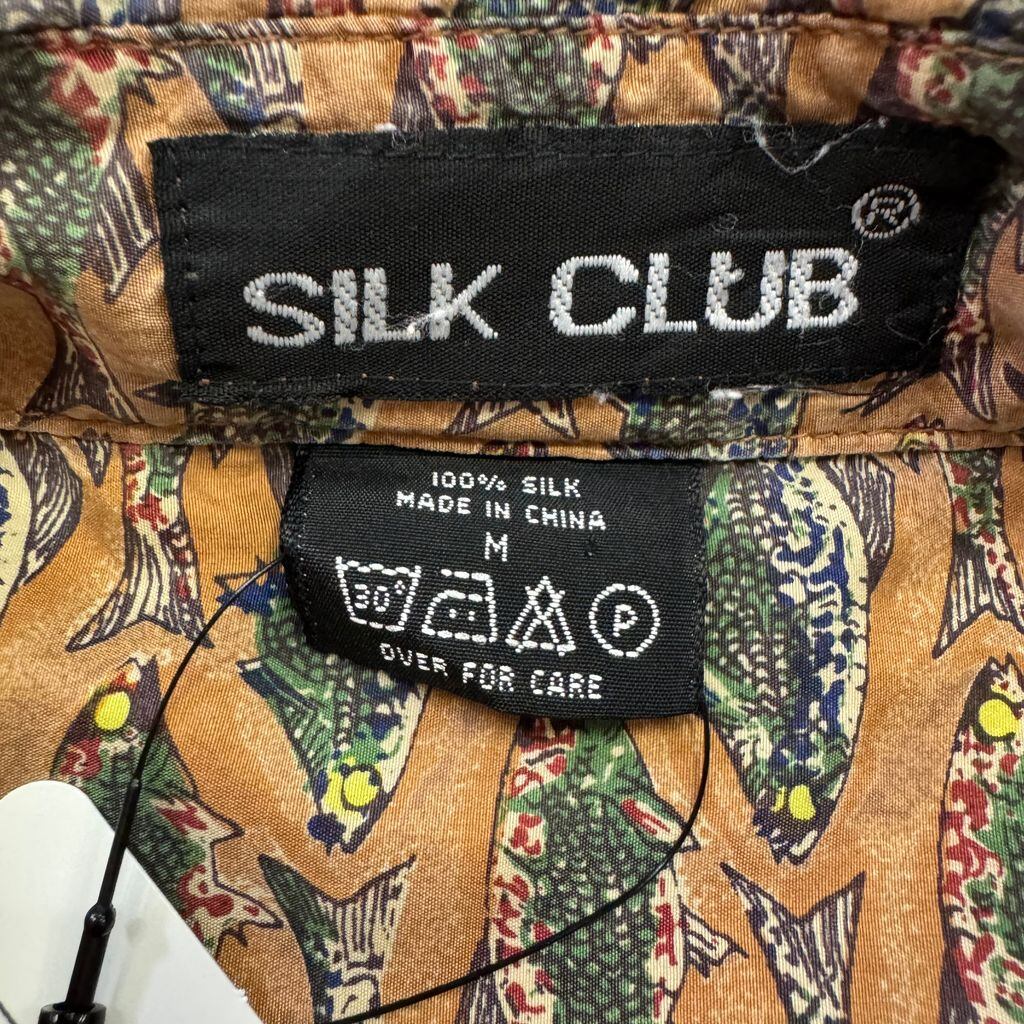 SILK CLUB®
100% SILK
MADE IN CHINA
M
30° P
OVER FOR CARE